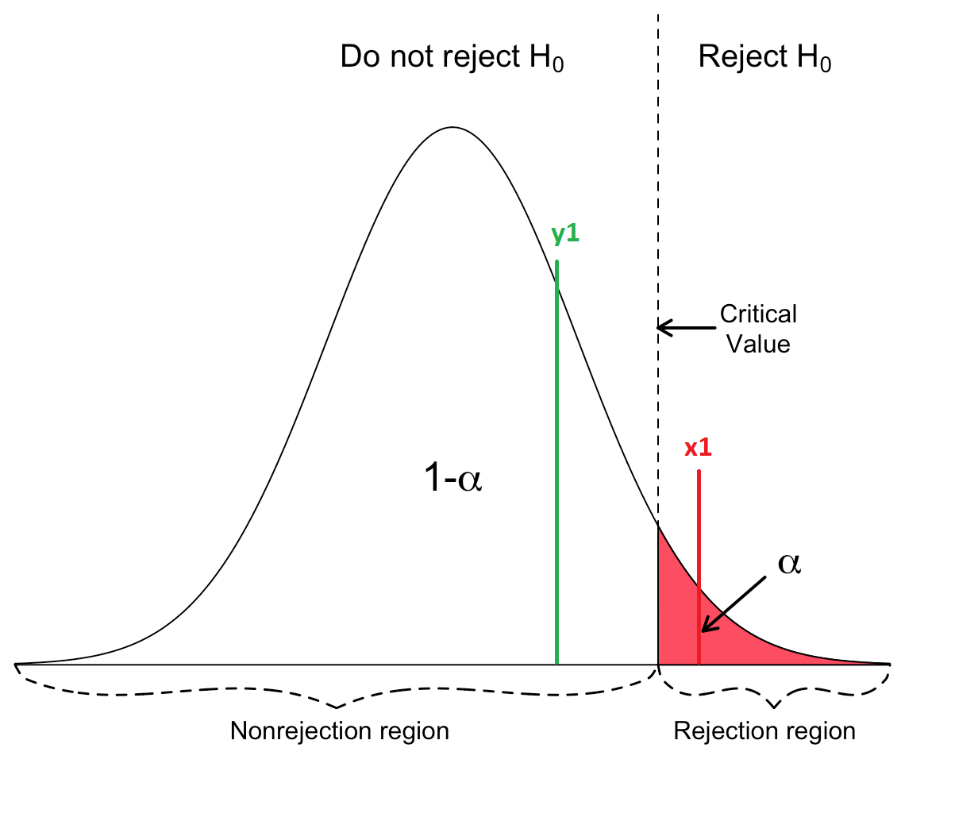 Do not reject H₀
Reject H₀
y1
Critical
Value
x1
1-α
α
Nonrejection region
Rejection region